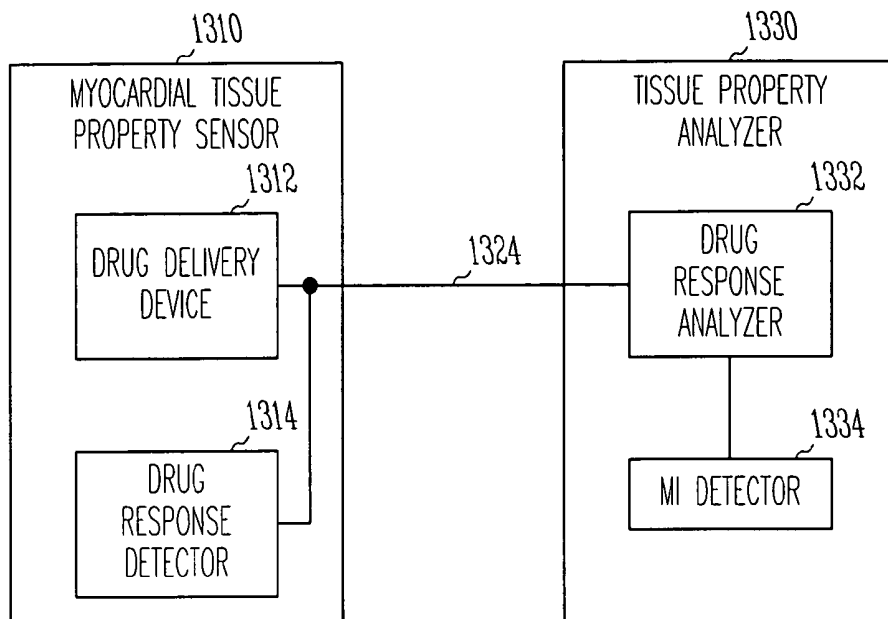 1310
MYOCARDIAL TISSUE
PROPERTY SENSOR
1312
DRUG DELIVERY
DEVICE
1314
DRUG
RESPONSE
DETECTOR
1324
1330
TISSUE PROPERTY
ANALYZER
1332
DRUG
RESPONSE
ANALYZER
1334
MI DETECTOR